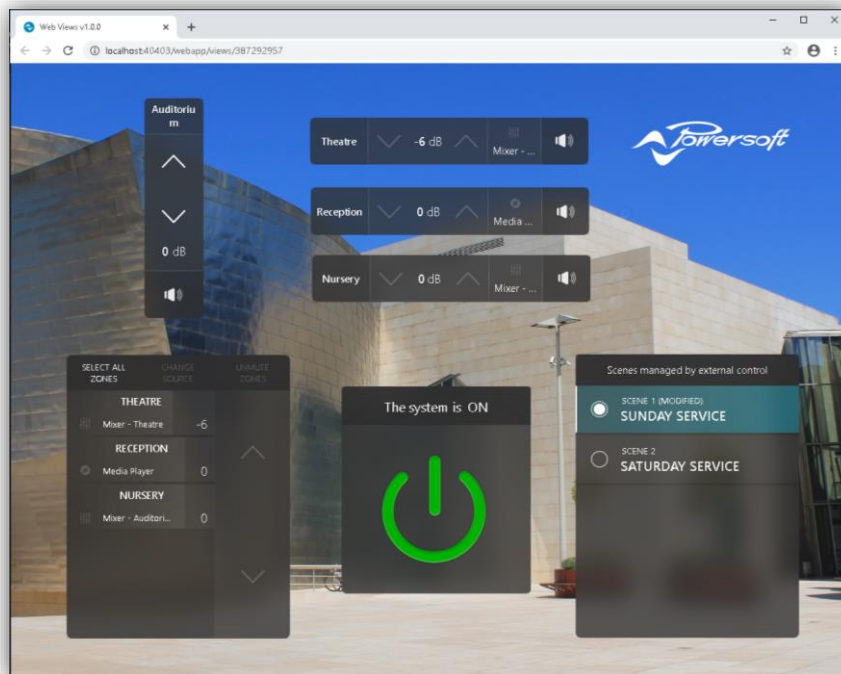 Web Views v1.0.0
localhost:40403/webapp/views/387292957
Auditoriu
m
0 dB
Theatre -6 dB Mixer - ...
Powersoft
Reception 0 dB Media ...
Nursery 0 dB Mixer - ...
SELECT ALL
ZONES
CHANGE
SOURCE
UNMUTE
ZONES
THEATRE
Mixer - Theatre -6
RECEPTION
Media Player 0
NURSERY
Mixer - Auditori... 0
The system is ON
Scenes managed by external control
SCENE 1 (MODIFIED)
SUNDAY SERVICE
SCENE 2
SATURDAY SERVICE